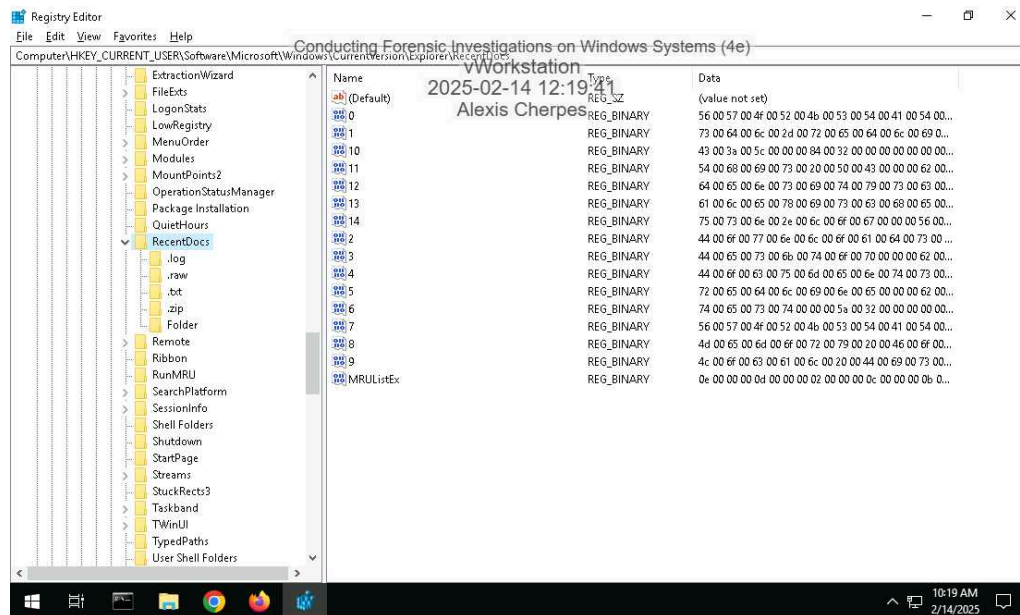 Registry Editor
File Edit View Favorites Help
Computer\HKEY_CURRENT_USER\Software\Microsoft\Windows\CurrentVersion\Explorer\RecentDocs
Conducting Forensic Investigations on Windows Systems (4e)
vWorkstation
2025-02-14 12:19:41
Alexis Cherpes
ExtractionWizard
FileExts
LogonStats
LowRegistry
MenuOrder
Modules
MountPoints2
OperationStatusManager
Package Installation
QuietHours
RecentDocs
.log
.raw
.txt
.zip
Folder
Remote
Ribbon
RunMRU
SearchPlatform
SessionInfo
Shell Folders
Shutdown
StartPage
Streams
StuckRects3
Taskband
TWinUI
TypedPaths
User Shell Folders
Name Type Data
(Default) REG_SZ (value not set)
0 REG_BINARY 56 00 57 00 4f 00 52 00 4b 00 53 00 54 00 41 00 54 00...
1 REG_BINARY 73 00 64 00 6c 00 2d 00 72 00 65 00 64 00 6c 00 69 0...
10 REG_BINARY 43 00 3a 00 5c 00 00 00 84 00 32 00 00 00 00 00 00 00...
11 REG_BINARY 54 00 68 00 69 00 73 00 20 00 50 00 43 00 00 00 62 00...
12 REG_BINARY 64 00 65 00 6e 00 73 00 69 00 74 00 79 00 73 00 63 00...
13 REG_BINARY 61 00 6c 00 65 00 78 00 69 00 73 00 63 00 68 00 65 00...
14 REG_BINARY 75 00 73 00 6e 00 2e 00 6c 00 6f 00 67 00 00 00 56 00...
2 REG_BINARY 44 00 6f 00 77 00 6e 00 6c 00 6f 00 61 00 64 00 73 00 ...
3 REG_BINARY 44 00 65 00 73 00 6b 00 74 00 6f 00 70 00 00 00 62 00...
4 REG_BINARY 44 00 6f 00 63 00 75 00 6d 00 65 00 6e 00 74 00 73 00...
5 REG_BINARY 72 00 65 00 64 00 6c 00 69 00 6e 00 65 00 00 00 62 00...
6 REG_BINARY 74 00 65 00 73 00 74 00 00 00 5a 00 32 00 00 00 00 00...
7 REG_BINARY 56 00 57 00 4f 00 52 00 4b 00 53 00 54 00 41 00 54 00...
8 REG_BINARY 4d 00 65 00 6d 00 6f 00 72 00 79 00 20 00 46 00 6f 00...
9 REG_BINARY 4c 00 6f 00 63 00 61 00 6c 00 20 00 44 00 69 00 73 00...
MRUListEx REG_BINARY 0e 00 00 00 0d 00 00 00 02 00 00 00 0c 00 00 00 0b 0...
10:19 AM
2/14/2025